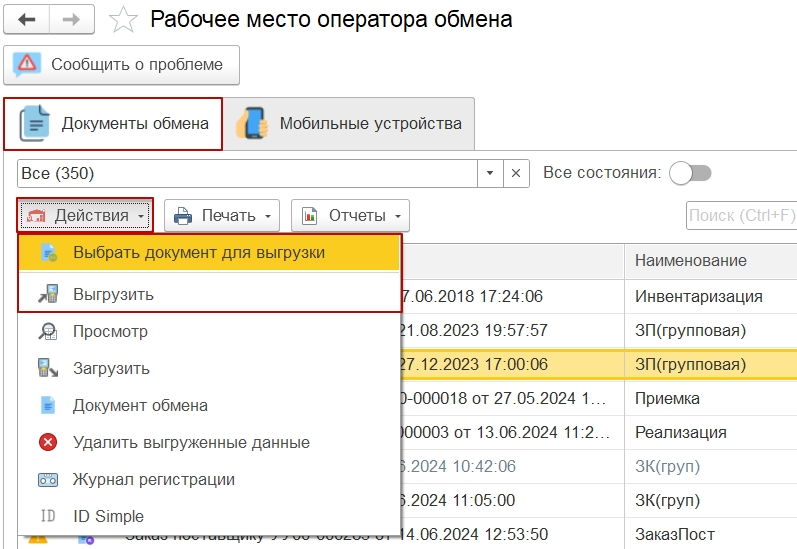 Рабочее место оператора обмена
Сообщить о проблеме
Документы обмена
Мобильные устройства
Все (350)
Все состояния:
Действия
Печать
Отчеты
Поиск (Ctrl+F)
Выбрать документ для выгрузки
Наименование
Выгрузить
7.06.2018 17:24:06
Инвентаризация
Просмотр
21.08.2023 19:57:57
ЗП(групповая)
Загрузить
27.12.2023 17:00:06
ЗП(групповая)
Документ обмена
0-000018 от 27.05.2024 1...
Приемка
Удалить выгруженные данные
000003 от 13.06.2024 11:2...
Реализация
6.2024 10:42:06
ЗК(груп)
Журнал регистрации
6.2024 11:05:00
ЗК(груп)
ID
ID Simple
14.06.2024 12:53:50
ЗаказПост